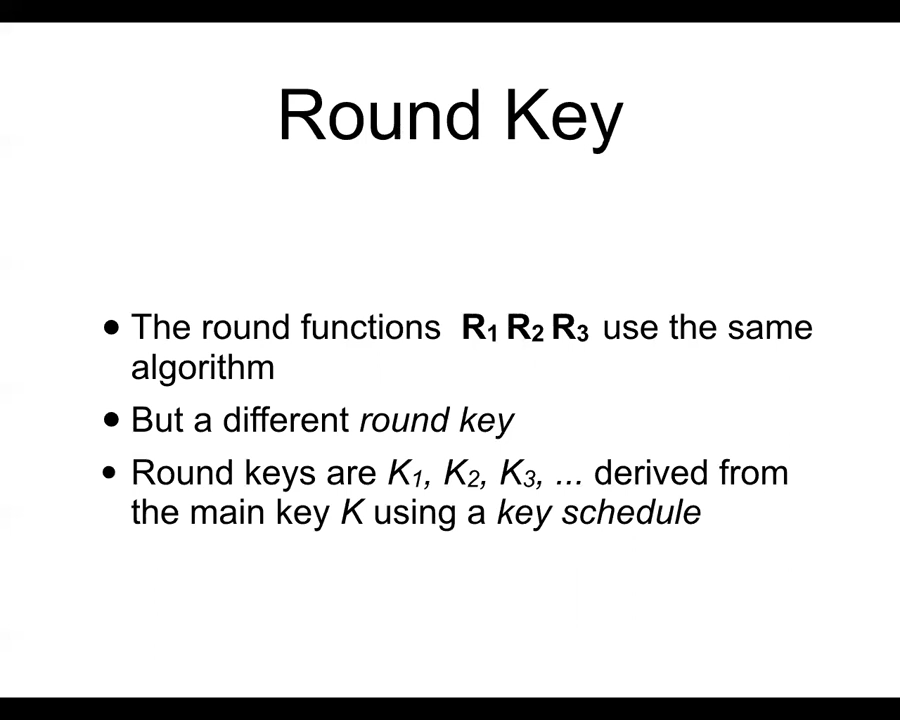 Round Key
• The round functions R₁ R₂ R₃ use the same
algorithm
• But a different round key
• Round keys are K₁, K₂, K₃, ... derived from
the main key K using a key schedule